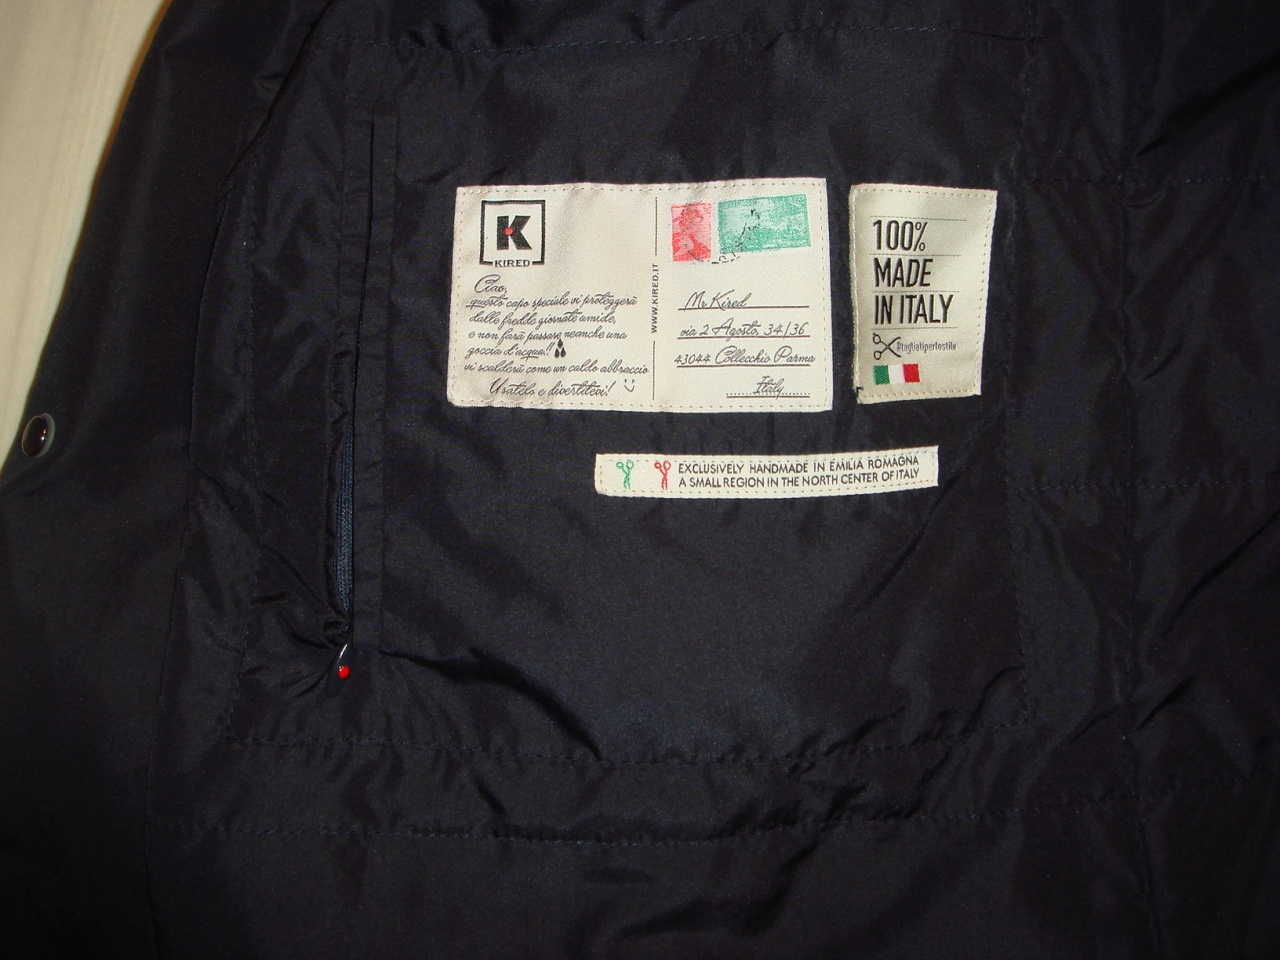 K
KIRED
Ciao,
questo capo speciale vi proteggerà
dalle fredde giornate umide,
e non farà passare neanche una
goccia d'acqua!!
vi scalderà come un caldo abbraccio
Usatelo e divertitevi!
WWW.KIRED.IT
Mr. Kired
via 2 Agosto 34/36
43044 Collecchio Parma
Italy
100%
MADE
IN ITALY
#tagliatiperlostile
EXCLUSIVELY HANDMADE IN EMILIA ROMAGNA
A SMALL REGION IN THE NORTH CENTER OF ITALY